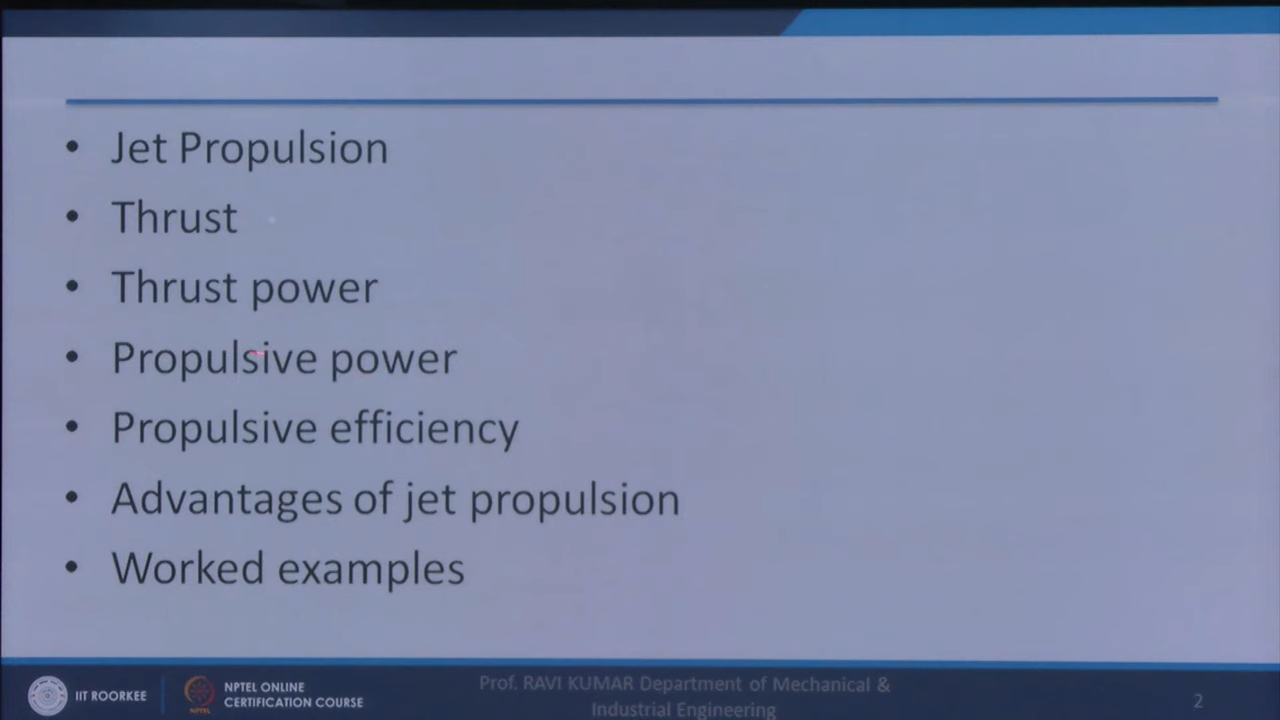 • Jet Propulsion
• Thrust
• Thrust power
• Propulsive power
• Propulsive efficiency
• Advantages of jet propulsion
• Worked examples
IIT ROORKEE
NPTEL ONLINE
CERTIFICATION COURSE
NPTEL
Prof. RAVI KUMAR Department of Mechanical &
Industrial Engineering
2